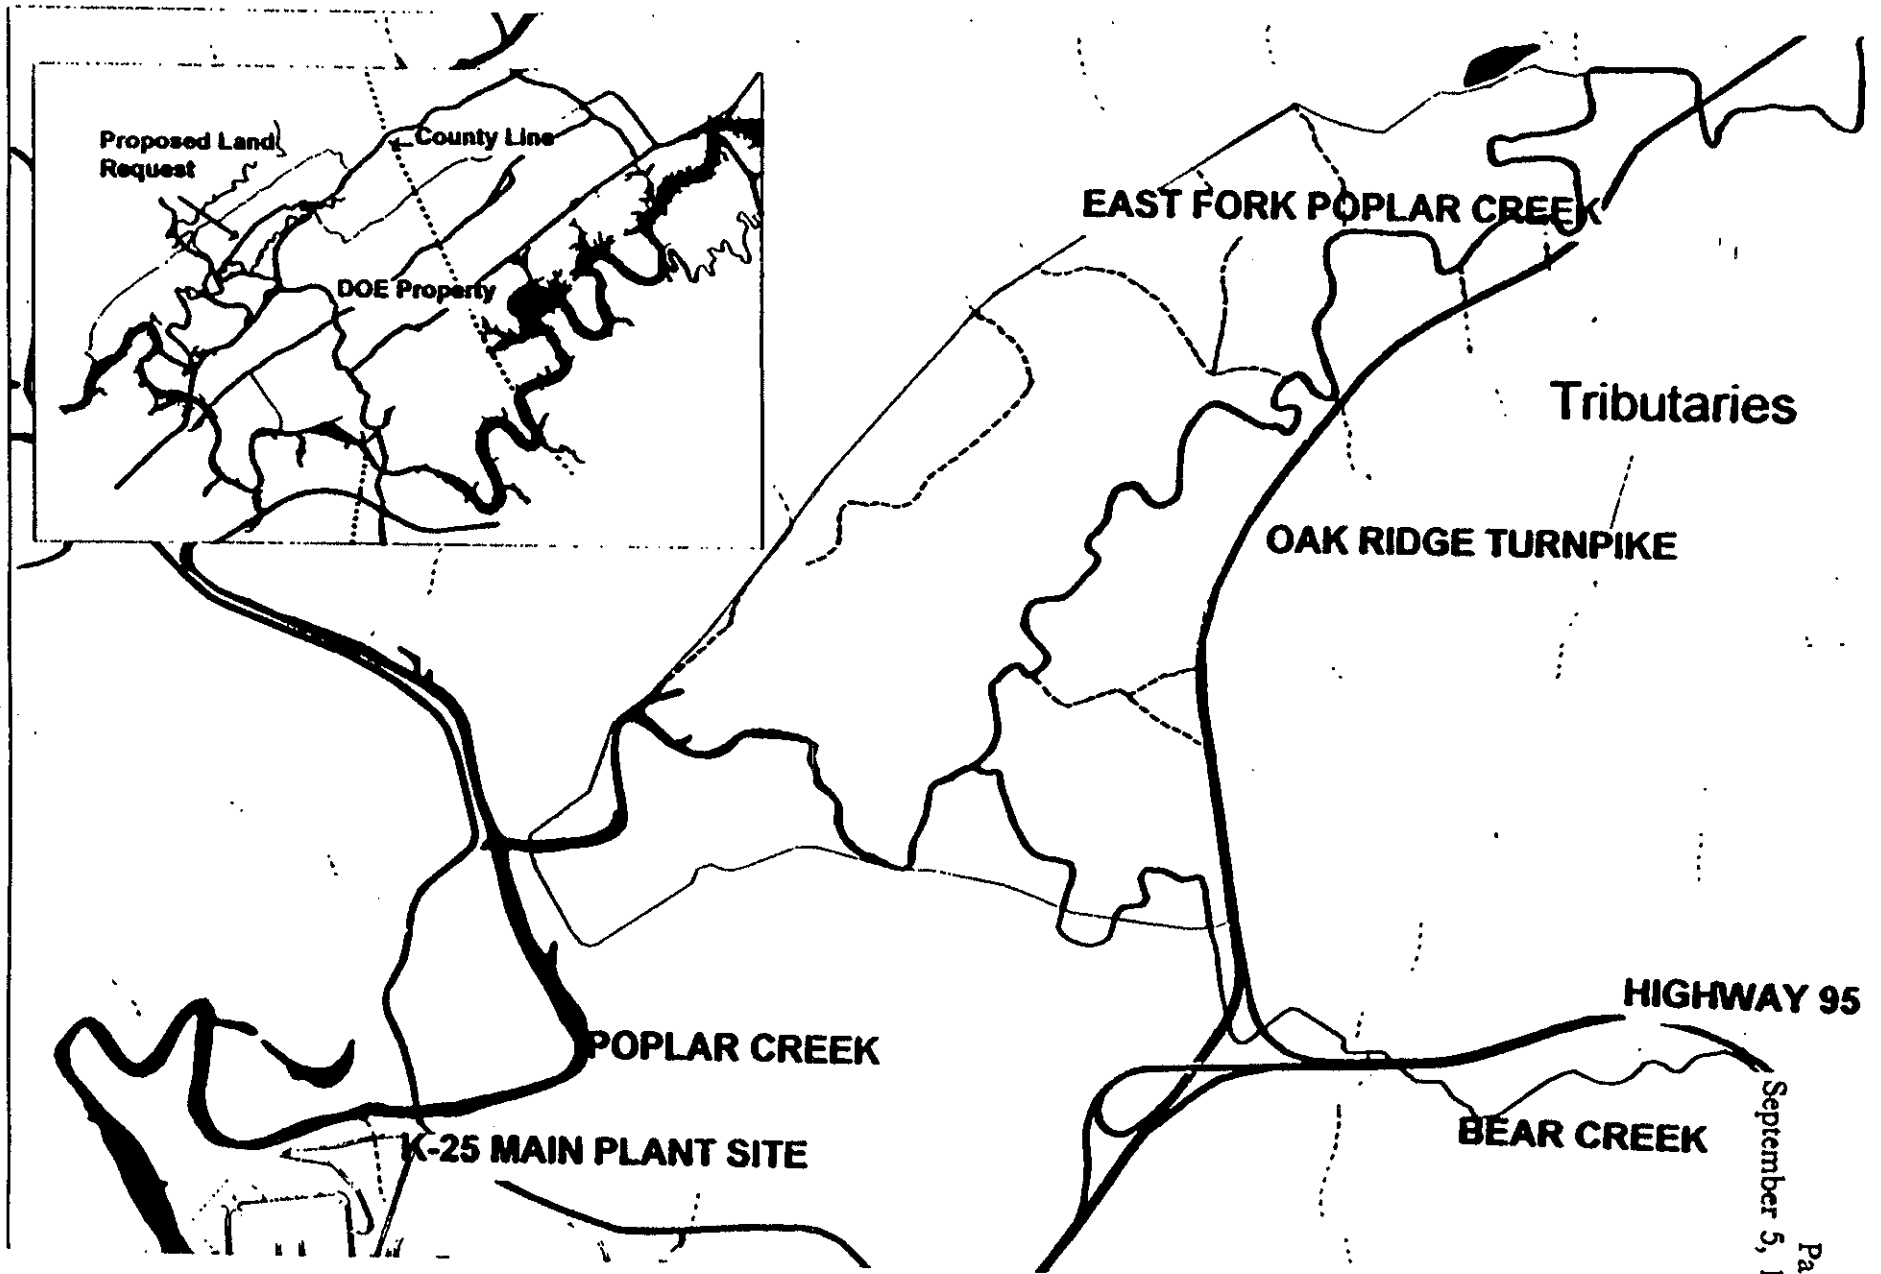 Proposed Land
Request
County Line
DOE Property
EAST FORK POPLAR CREEK
Tributaries
OAK RIDGE TURNPIKE
HIGHWAY 95
POPLAR CREEK
BEAR CREEK
K-25 MAIN PLANT SITE
Pa
September 5, 1